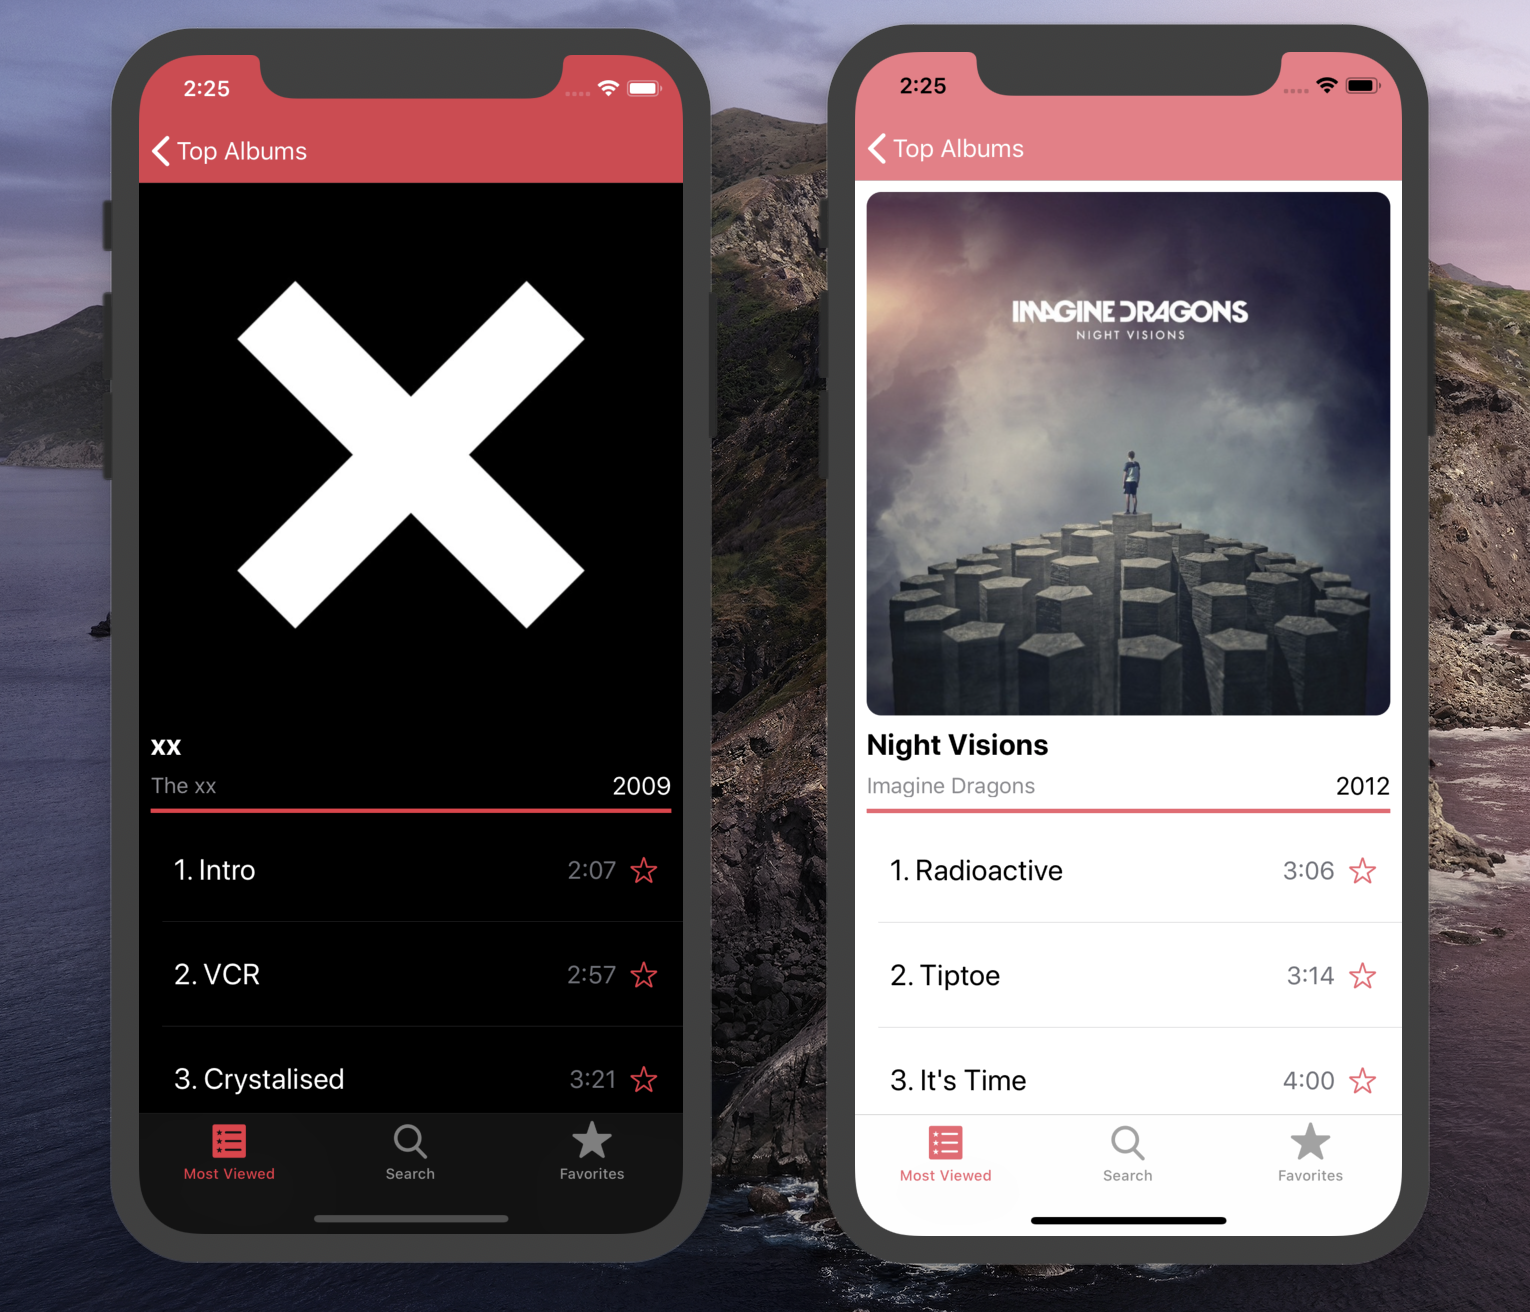 2:25
Top Albums
xx
The xx
2009
1. Intro
2:07
2. VCR
2:57
3. Crystalised
3:21
Most Viewed
Search
Favorites
2:25
Top Albums
IMAGINE DRAGONS
NIGHT VISIONS
Night Visions
Imagine Dragons
2012
1. Radioactive
3:06
2. Tiptoe
3:14
3. It's Time
4:00
Most Viewed
Search
Favorites